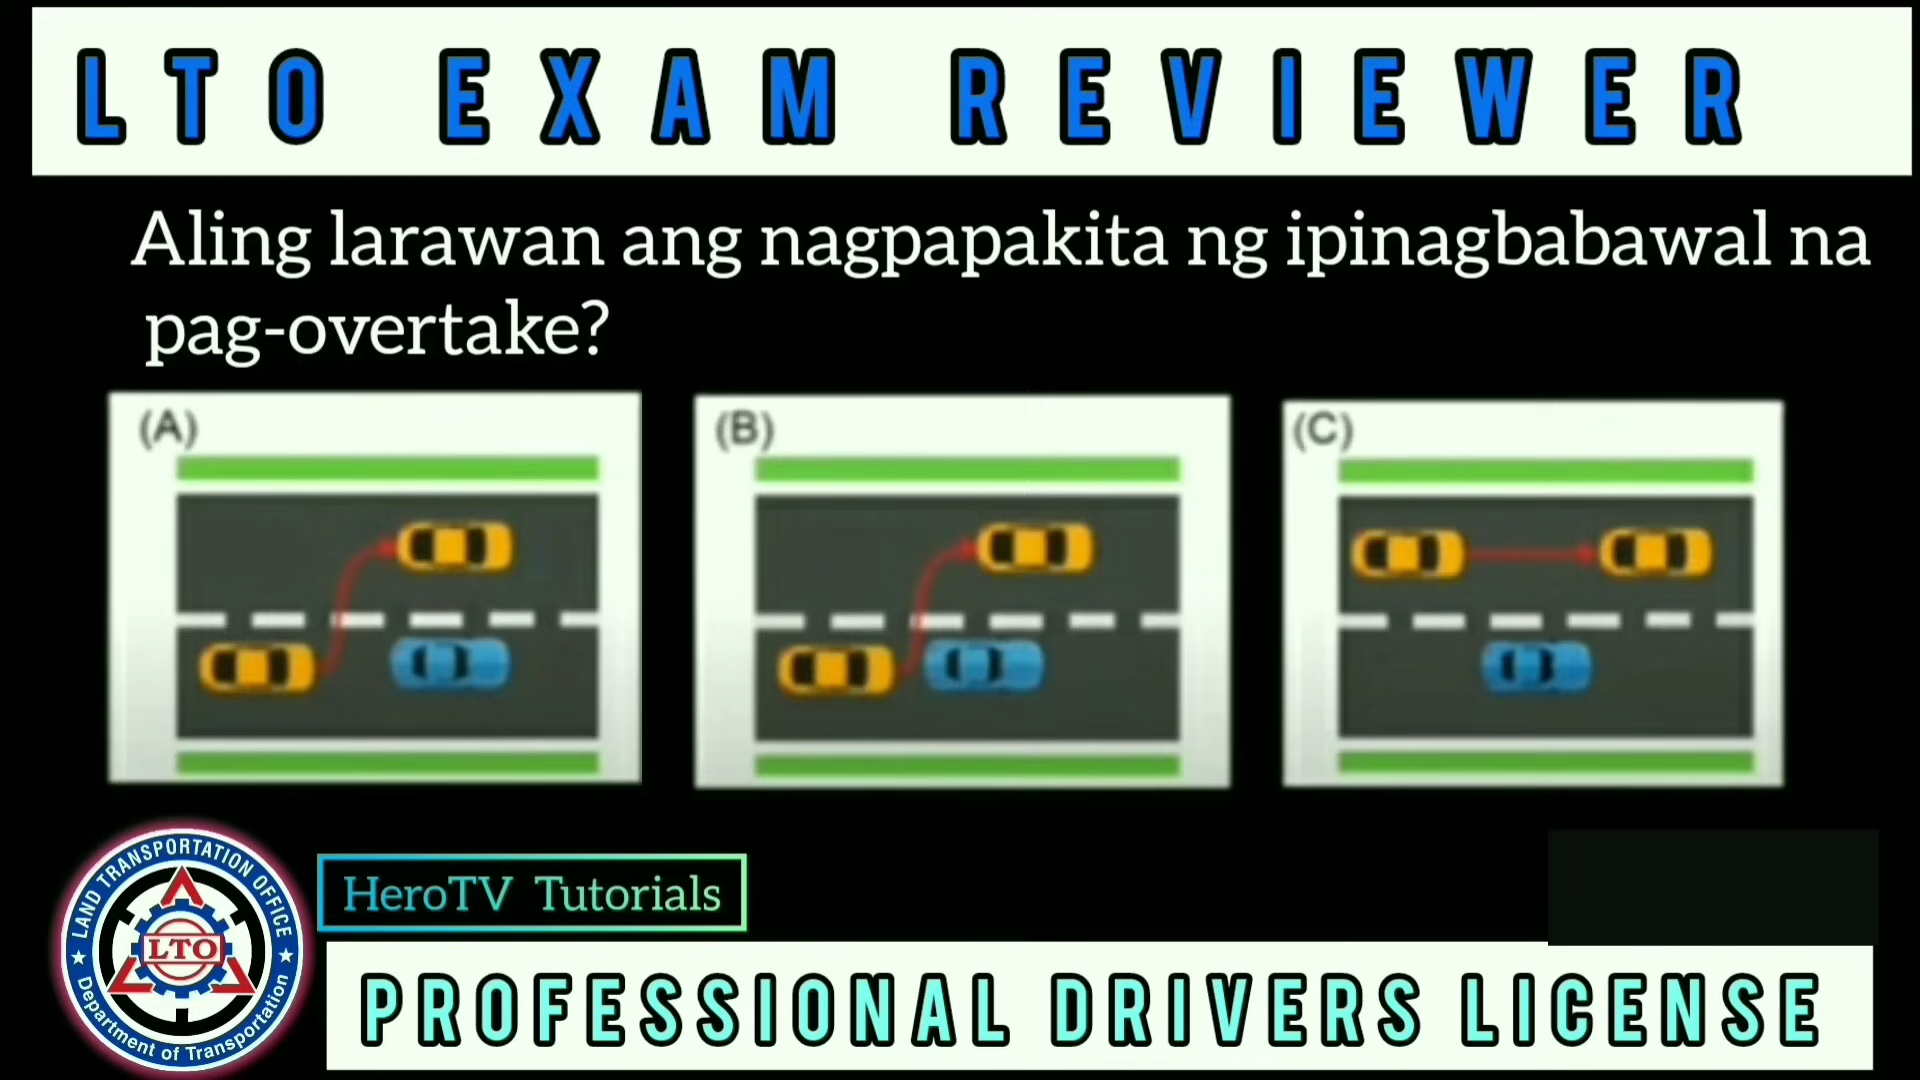 LTO EXAM REVIEWER
Aling larawan ang nagpapakita ng ipinagbabawal na
pag-overtake?
(A)
(B)
(C)
LAND TRANSPORTATION OFFICE
LTO
Department of Transportation
HeroTV Tutorials
PROFESSIONAL DRIVERS LICENSE